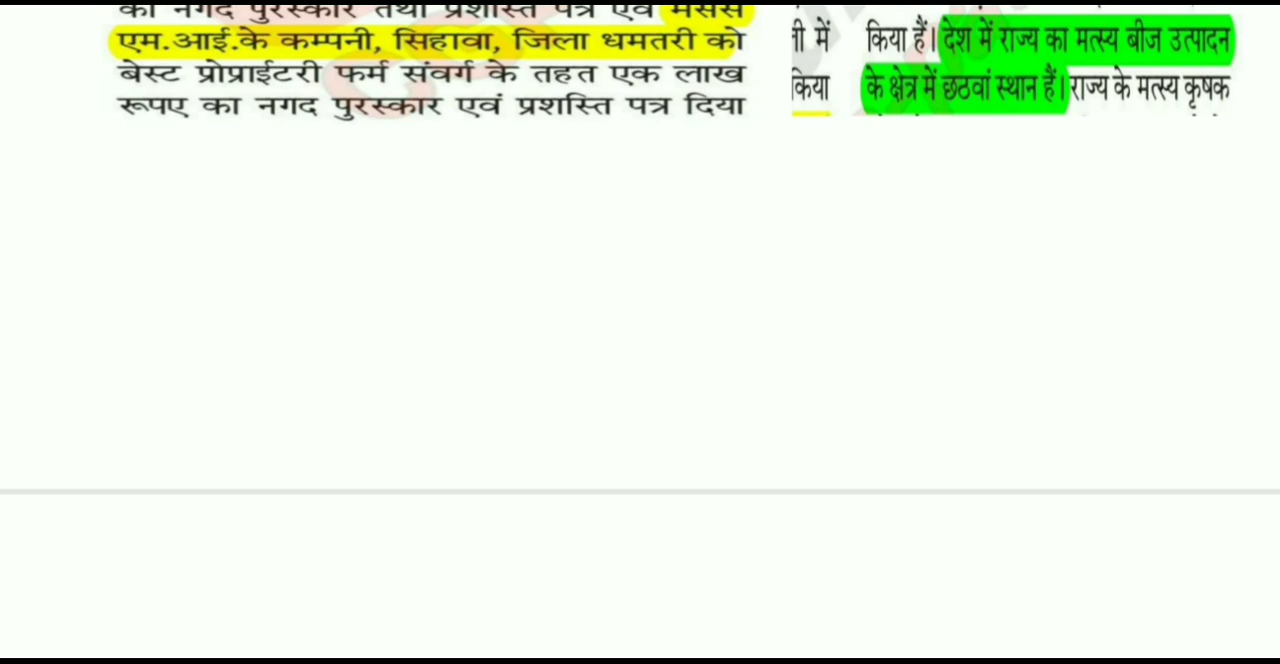 का नगद पुरस्कार तथा प्रशस्ति पत्र एवं मेसर्स
एम.आई.के कम्पनी, सिहावा, जिला धमतरी को
बेस्ट प्रोप्राईटरी फर्म संवर्ग के तहत एक लाख
रूपए का नगद पुरस्कार एवं प्रशस्ति पत्र दिया
में
किया
किया हैं। देश में राज्य का मत्स्य बीज उत्पादन
के क्षेत्र में छठवां स्थान हैं। राज्य के मत्स्य कृषक